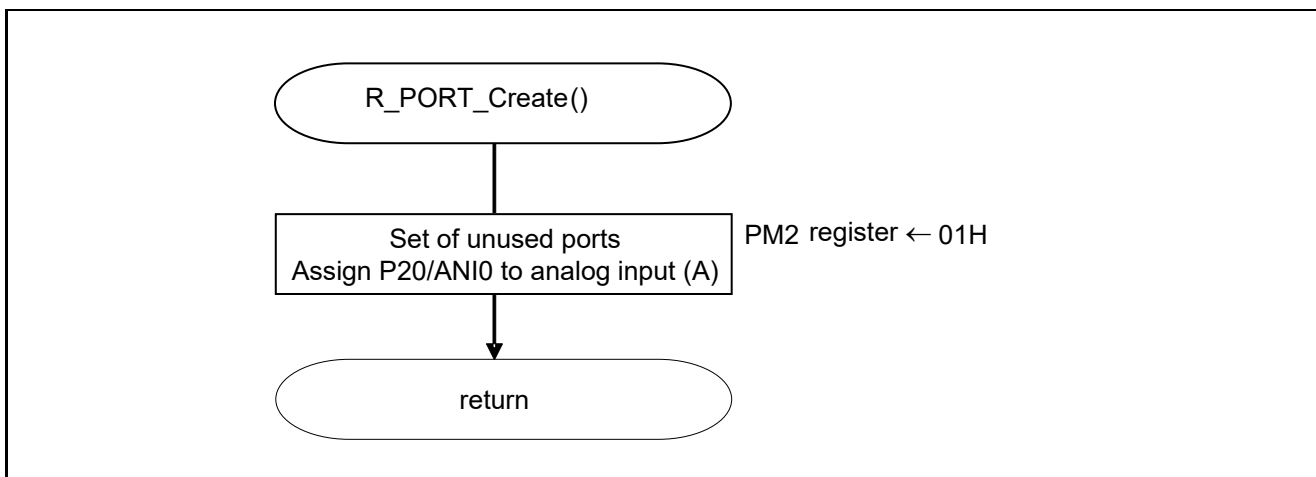 R_PORT_Create()
Set of unused ports
Assign P20/ANI0 to analog input (A)
PM2 register ← 01H
return